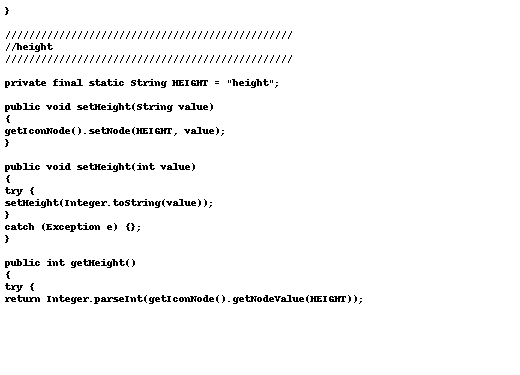 }
//////////////////////////////////////////////////
//height
//////////////////////////////////////////////////
private final static String HEIGHT = "height";
public void setHeight(String value)
{
getIconNode().setNode(HEIGHT, value);
}
public void setHeight(int value)
{
try {
setHeight(Integer.toString(value));
}
catch (Exception e) {};
}
public int getHeight()
{
try {
return Integer.parseInt(getIconNode().getNodeValue(HEIGHT));